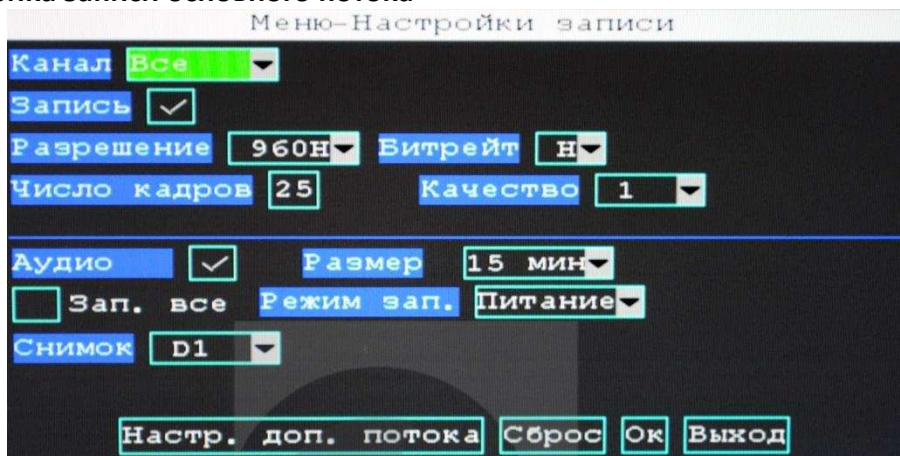 Меню-Настройки записи
Канал Все
Запись
Разрешение 960Н Битрейт Н
Число кадров 25 Качество 1
Аудио Размер 15 мин
Зап. все Режим зап. Питание
Снимок D1
Настр. доп. потока Сброс Ок Выход